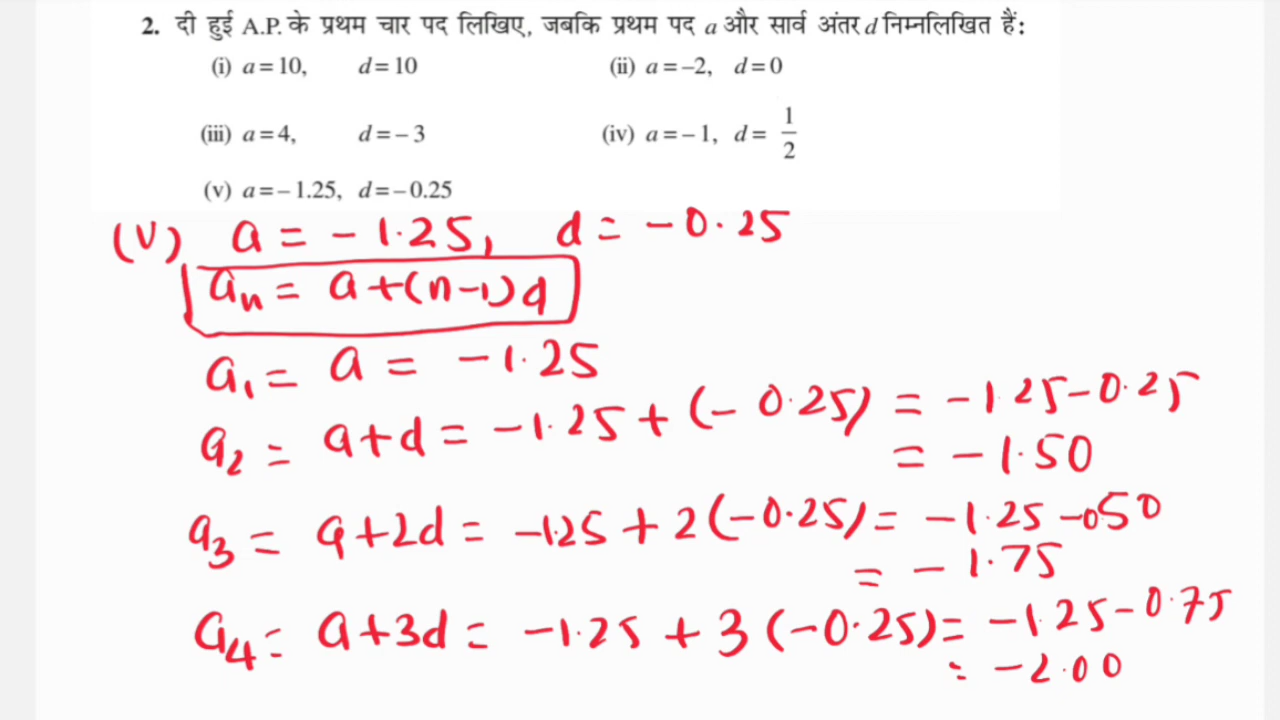 2. दी हुई A.P. के प्रथम चार पद लिखिए, जबकि प्रथम पद a और सार्व अंतर d निम्नलिखित हैं:
(i) a = 10, d = 10 (ii) a = –2, d = 0
(iii) a = 4, d = – 3 (iv) a = – 1, d = 1/2
(v) a = – 1.25, d = – 0.25
(V) a = - 1.25, d = - 0.25
an = a+(n-1)d
a1 = a = -1.25
a2 = a+d = -1.25 + (- 0.25) = -1.25-0.25
= -1.50
a3 = a+2d = -1.25 + 2(-0.25) = -1.25 -0.50
= - 1.75
a4 = a+3d = -1.25 + 3(-0.25) = -1.25-0.75
= -2.00